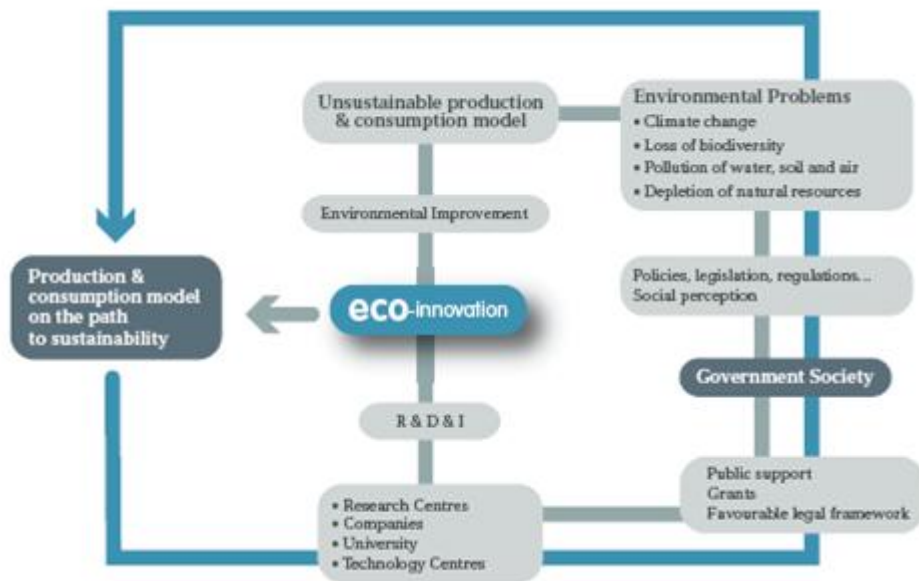 Unsustainable production
& consumption model
Environmental Problems
• Climate change
• Loss of biodiversity
• Pollution of water, soil and air
• Depletion of natural resources
Environmental Improvement
Production &
consumption model
on the path
to sustainability
eco-innovation
Policies, legislation, regulations...
Social perception
Government Society
R & D & I
Public support
Grants
Favourable legal framework
• Research Centres
• Companies
• University
• Technology Centres